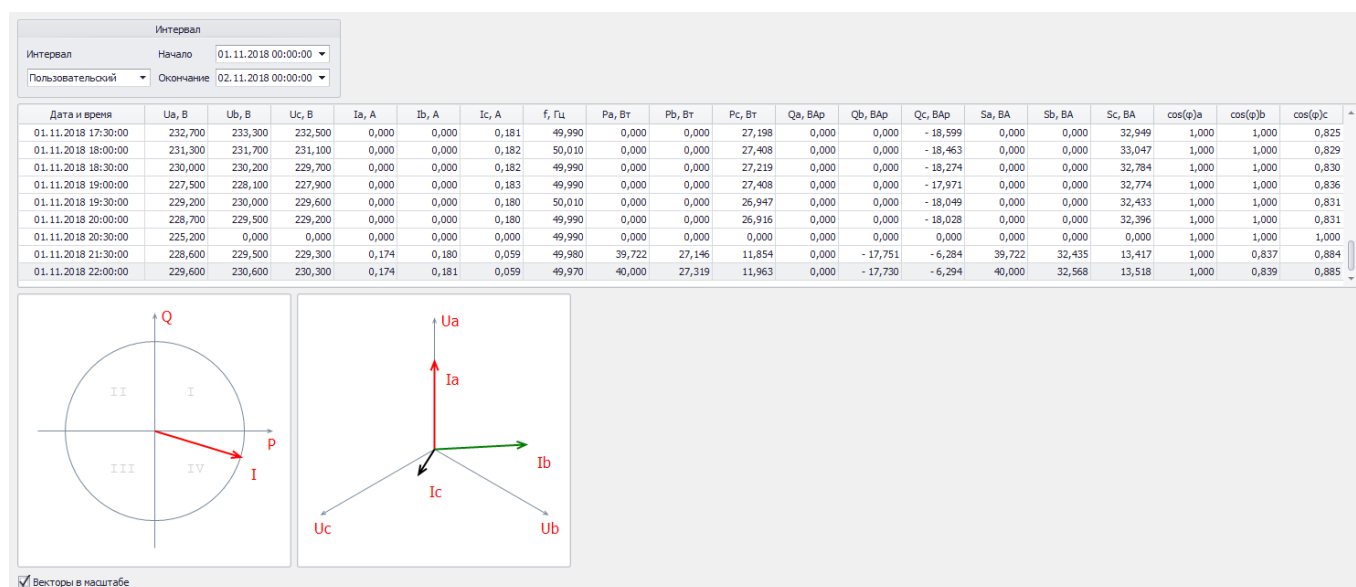 Интервал
Интервал Начало 01.11.2018 00:00:00
Пользовательский Окончание 02.11.2018 00:00:00
Дата и время Ua, В Ub, В Uc, В Ia, А Ib, А Ic, А f, Гц Pa, Вт Pb, Вт Pc, Вт Qa, ВАр Qb, ВАр Qc, ВАр Sa, ВА Sb, ВА Sc, ВА cos(φ)a cos(φ)b cos(φ)c
01.11.2018 17:30:00 232,700 233,300 232,500 0,000 0,000 0,181 49,990 0,000 0,000 27,198 0,000 0,000 - 18,599 0,000 0,000 32,949 1,000 1,000 0,825
01.11.2018 18:00:00 231,300 231,700 231,100 0,000 0,000 0,182 50,010 0,000 0,000 27,408 0,000 0,000 - 18,463 0,000 0,000 33,047 1,000 1,000 0,829
01.11.2018 18:30:00 230,000 230,200 229,700 0,000 0,000 0,182 49,990 0,000 0,000 27,219 0,000 0,000 - 18,274 0,000 0,000 32,784 1,000 1,000 0,830
01.11.2018 19:00:00 227,500 228,100 227,900 0,000 0,000 0,183 49,990 0,000 0,000 27,408 0,000 0,000 - 17,971 0,000 0,000 32,774 1,000 1,000 0,836
01.11.2018 19:30:00 229,200 230,000 229,600 0,000 0,000 0,180 50,010 0,000 0,000 26,947 0,000 0,000 - 18,049 0,000 0,000 32,433 1,000 1,000 0,831
01.11.2018 20:00:00 228,700 229,500 229,200 0,000 0,000 0,180 49,990 0,000 0,000 26,916 0,000 0,000 - 18,028 0,000 0,000 32,396 1,000 1,000 0,831
01.11.2018 20:30:00 225,200 0,000 0,000 0,000 0,000 0,000 49,990 0,000 0,000 0,000 0,000 0,000 0,000 0,000 0,000 0,000 1,000 1,000 1,000
01.11.2018 21:30:00 228,600 229,500 229,300 0,174 0,180 0,059 49,980 39,722 27,146 11,854 0,000 - 17,751 - 6,284 39,722 32,435 13,417 1,000 0,837 0,884
01.11.2018 22:00:00 229,600 230,600 230,300 0,174 0,181 0,059 49,970 40,000 27,319 11,963 0,000 - 17,730 - 6,294 40,000 32,568 13,518 1,000 0,839 0,885
Q
II I
P
III IV
I
Ua
Ia
Ib
Ic
Uc Ub
Векторы в масштабе